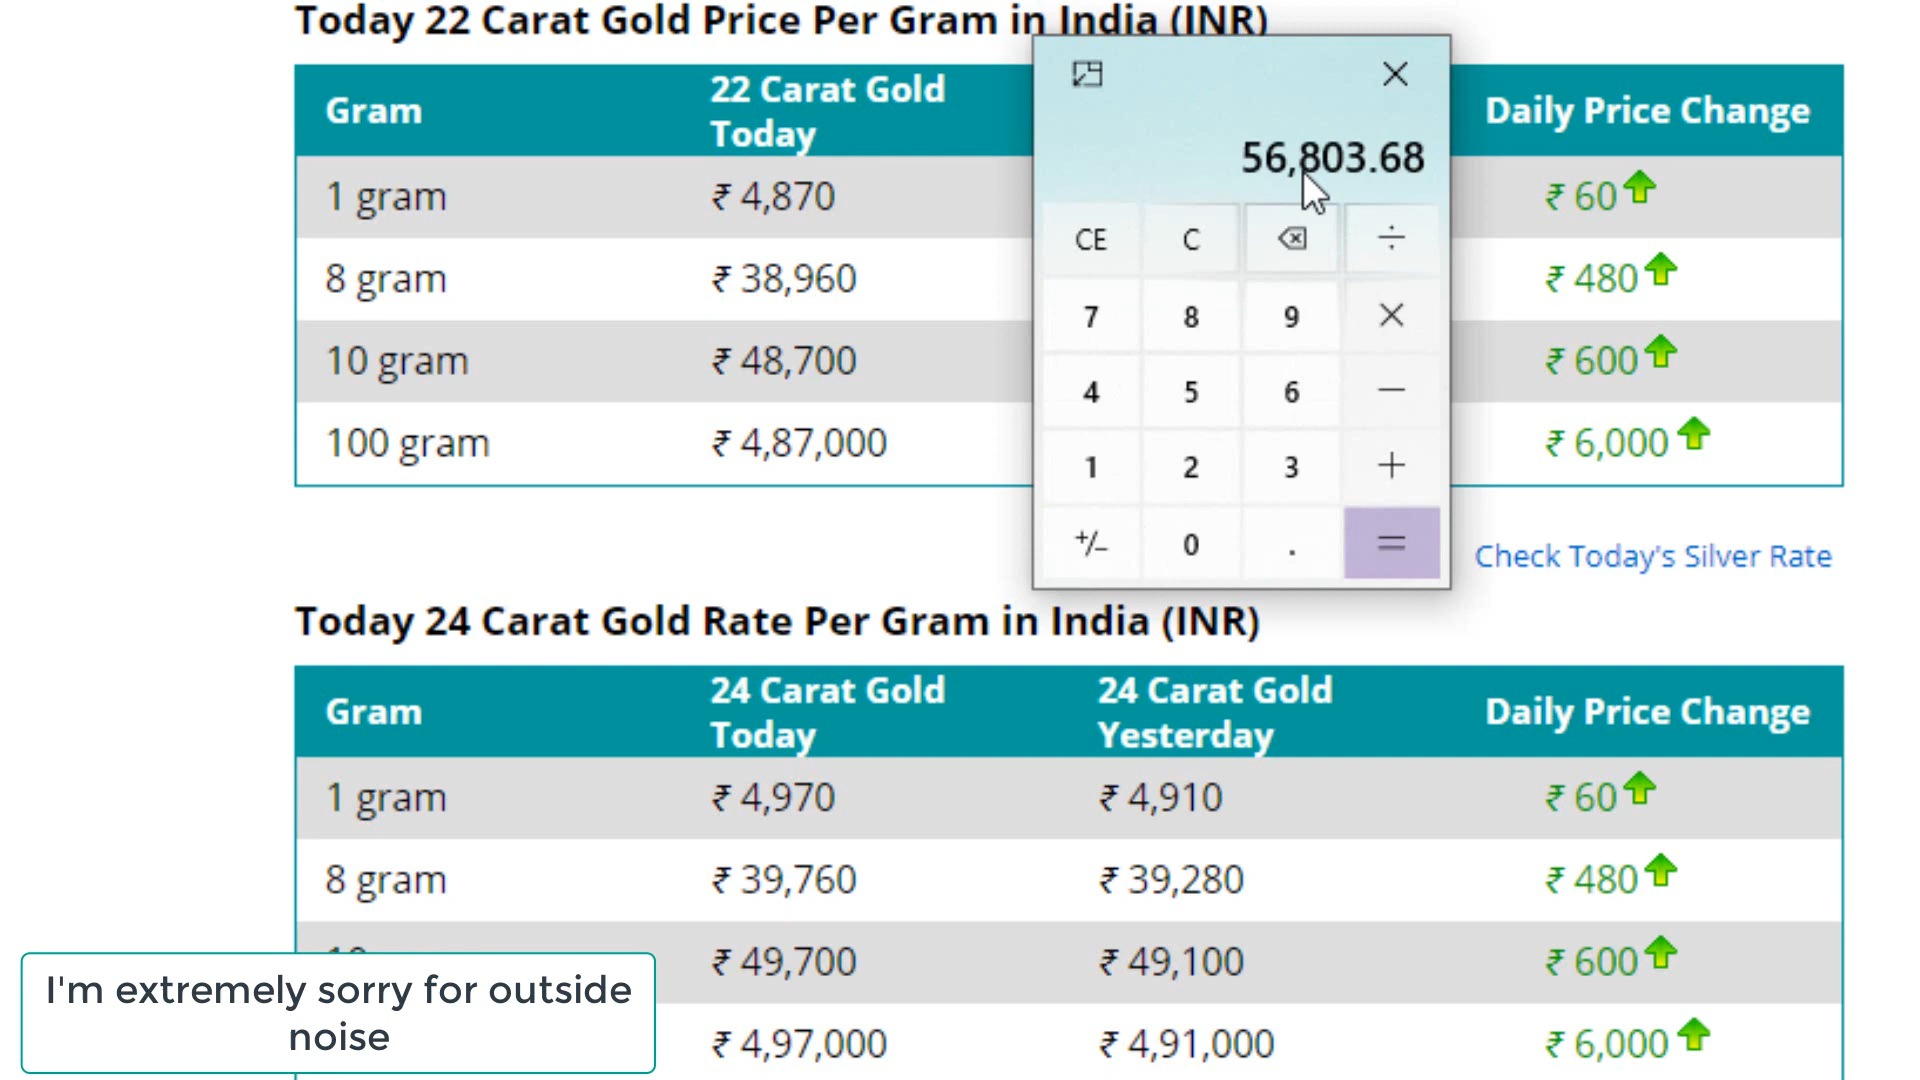 Today 22 Carat Gold Price Per Gram in India (INR)
Gram
22 Carat Gold
Today
Daily Price Change
1 gram
₹ 4,870
₹ 60
8 gram
₹ 38,960
₹ 480
10 gram
₹ 48,700
₹ 600
100 gram
₹ 4,87,000
₹ 6,000
56,803.68
CE C ÷
7 8 9 ×
4 5 6 −
1 2 3 +
+/− 0 . =
Check Today's Silver Rate
Today 24 Carat Gold Rate Per Gram in India (INR)
Gram
24 Carat Gold
Today
24 Carat Gold
Yesterday
Daily Price Change
1 gram
₹ 4,970
₹ 4,910
₹ 60
8 gram
₹ 39,760
₹ 39,280
₹ 480
₹ 49,700
₹ 49,100
₹ 600
₹ 4,97,000
₹ 4,91,000
₹ 6,000
I'm extremely sorry for outside
noise